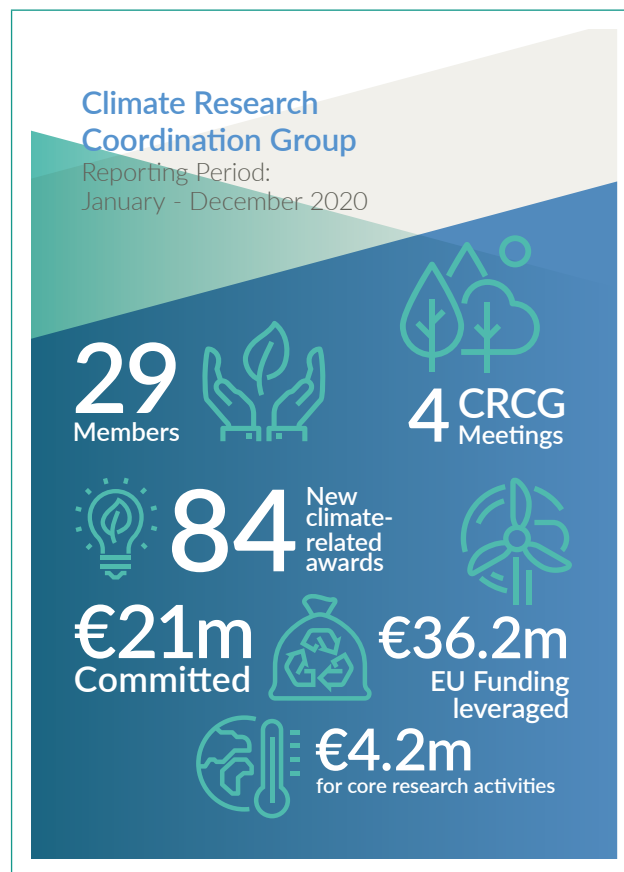 Climate Research
Coordination Group
Reporting Period:
January - December 2020
29
Members
4
CRCG
Meetings
84
New
climate-
related
awards
€21m
Committed
€36.2m
EU Funding
leveraged
€4.2m
for core research activities